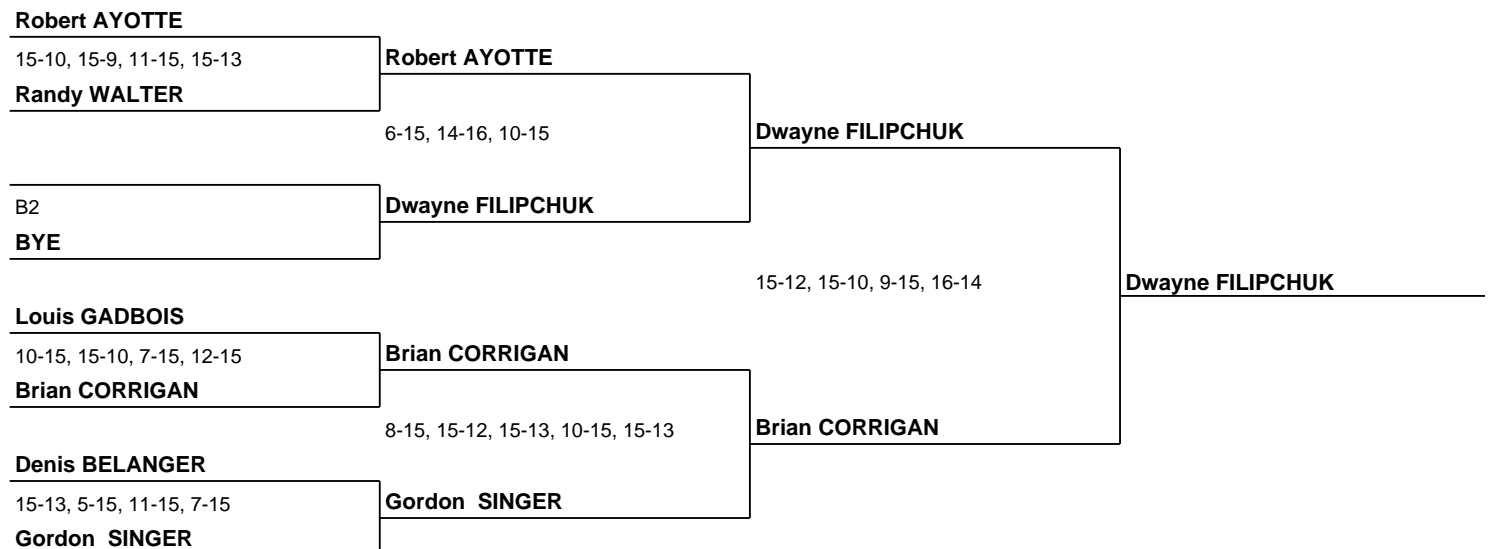 Robert AYOTTE
15-10, 15-9, 11-15, 15-13
Robert AYOTTE
Randy WALTER
6-15, 14-16, 10-15
Dwayne FILIPCHUK
B2
Dwayne FILIPCHUK
BYE
15-12, 15-10, 9-15, 16-14
Dwayne FILIPCHUK
Louis GADBOIS
10-15, 15-10, 7-15, 12-15
Brian CORRIGAN
Brian CORRIGAN
8-15, 15-12, 15-13, 10-15, 15-13
Brian CORRIGAN
Denis BELANGER
15-13, 5-15, 11-15, 7-15
Gordon  SINGER
Gordon  SINGER